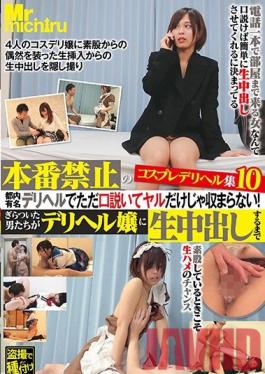 Mr michiru
電話一本で部屋まで来る女なんて
口説けば簡単に生中出し
させてくれるに決まってる
4人のコスデリ嬢に素股からの
偶然を装った生挿入からの
生中出しを隠し撮り
本番禁止の
コスプレデリヘル集10
都内有名デリヘルでただ口説いてヤルだけじゃ収まらない!
ぎらついた男たちがデリヘル嬢に生中出しするまで
素股しているときこそ
生ハメのチャンス
盗撮で
種付け